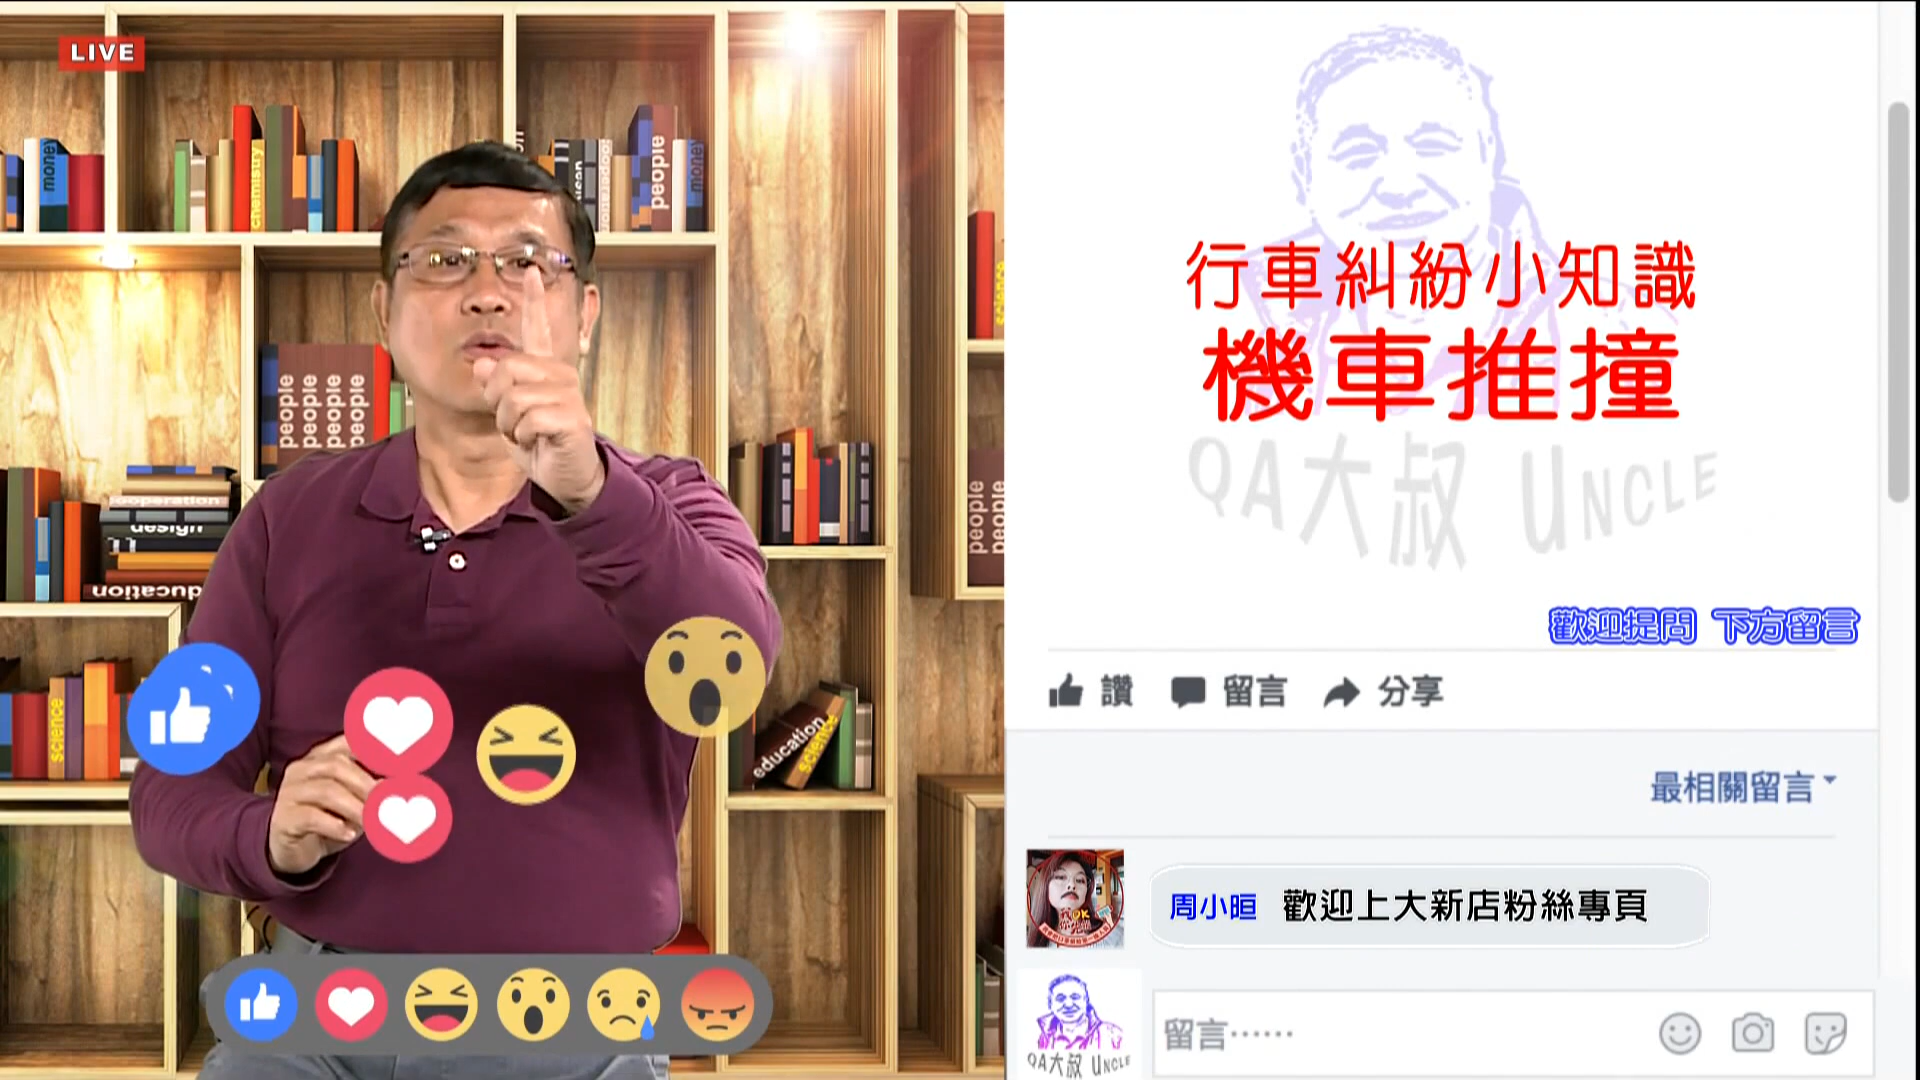 LIVE
money
chemistry
people
money
science
people
people
people
people
people
people
cooperation
design
education
science
education
science
行車糾紛小知識
機車推撞
QA大叔 UNCLE
歡迎提問 下方留言
讚 留言 分享
最相關留言
周小晅 歡迎上大新店粉絲專頁
QA大叔 UNCLE
留言……